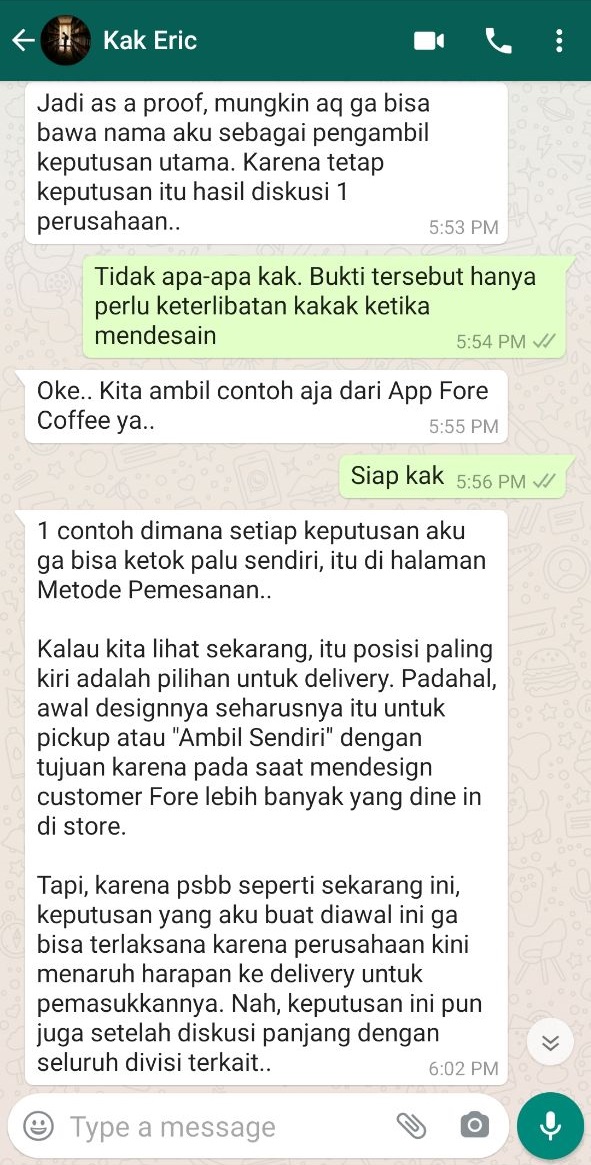 Kak Eric
Jadi as a proof, mungkin aq ga bisa
bawa nama aku sebagai pengambil
keputusan utama. Karena tetap
keputusan itu hasil diskusi 1
perusahaan..
5:53 PM
Tidak apa-apa kak. Bukti tersebut hanya
perlu keterlibatan kakak ketika
mendesain
5:54 PM
Oke.. Kita ambil contoh aja dari App Fore
Coffee ya..
5:55 PM
Siap kak
5:56 PM
1 contoh dimana setiap keputusan aku
ga bisa ketok palu sendiri, itu di halaman
Metode Pemesanan..
Kalau kita lihat sekarang, itu posisi paling
kiri adalah pilihan untuk delivery. Padahal,
awal designnya seharusnya itu untuk
pickup atau "Ambil Sendiri" dengan
tujuan karena pada saat mendesign
customer Fore lebih banyak yang dine in
di store.
Tapi, karena psbb seperti sekarang ini,
keputusan yang aku buat diawal ini ga
bisa terlaksana karena perusahaan kini
menaruh harapan ke delivery untuk
pemasukkannya. Nah, keputusan ini pun
juga setelah diskusi panjang dengan
seluruh divisi terkait..
6:02 PM
Type a message